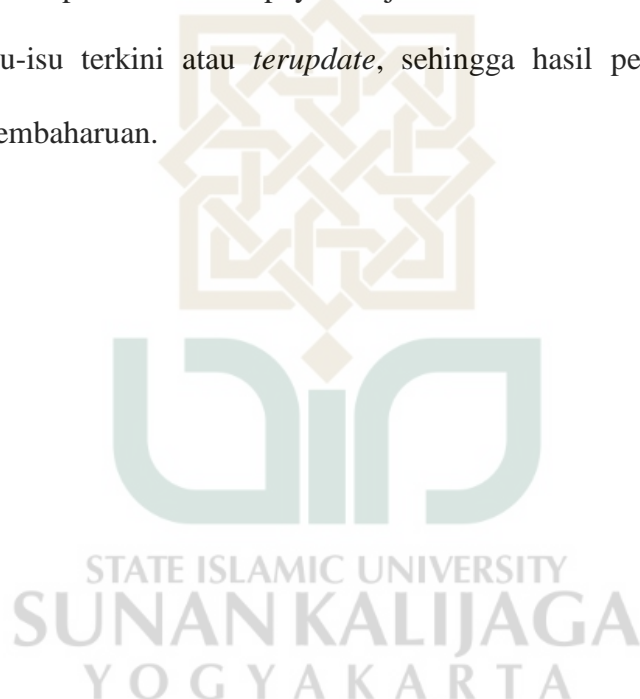 u-isu terkini atau terupdate, sehingga hasil pe
embaharuan.
STATE ISLAMIC UNIVERSITY
SUNAN KALIJAGA
YOGYAKARTA